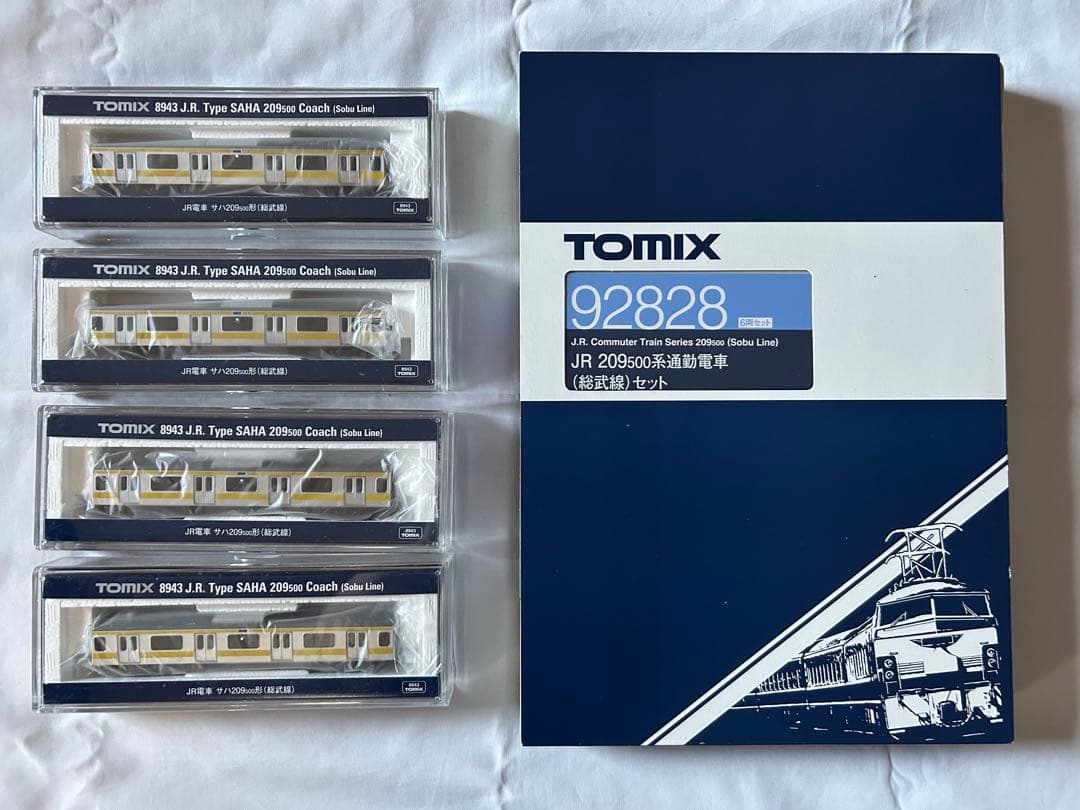 TOMIX 8943 J.R. Type SAHA 209500 Coach (Sobu Line)
JR電車 サハ209500形(総武線)
8943
TOMIX
TOMIX 8943 J.R. Type SAHA 209500 Coach (Sobu Line)
JR電車 サハ209500形(総武線)
8943
TOMIX
TOMIX 8943 J.R. Type SAHA 209500 Coach (Sobu Line)
JR電車 サハ209500形(総武線)
8943
TOMIX
TOMIX 8943 J.R. Type SAHA 209500 Coach (Sobu Line)
JR電車 サハ209500形(総武線)
8943
TOMIX
TOMIX
92828 6両セット
J.R. Commuter Train Series 209500 (Sobu Line)
JR 209500系通勤電車
(総武線)セット